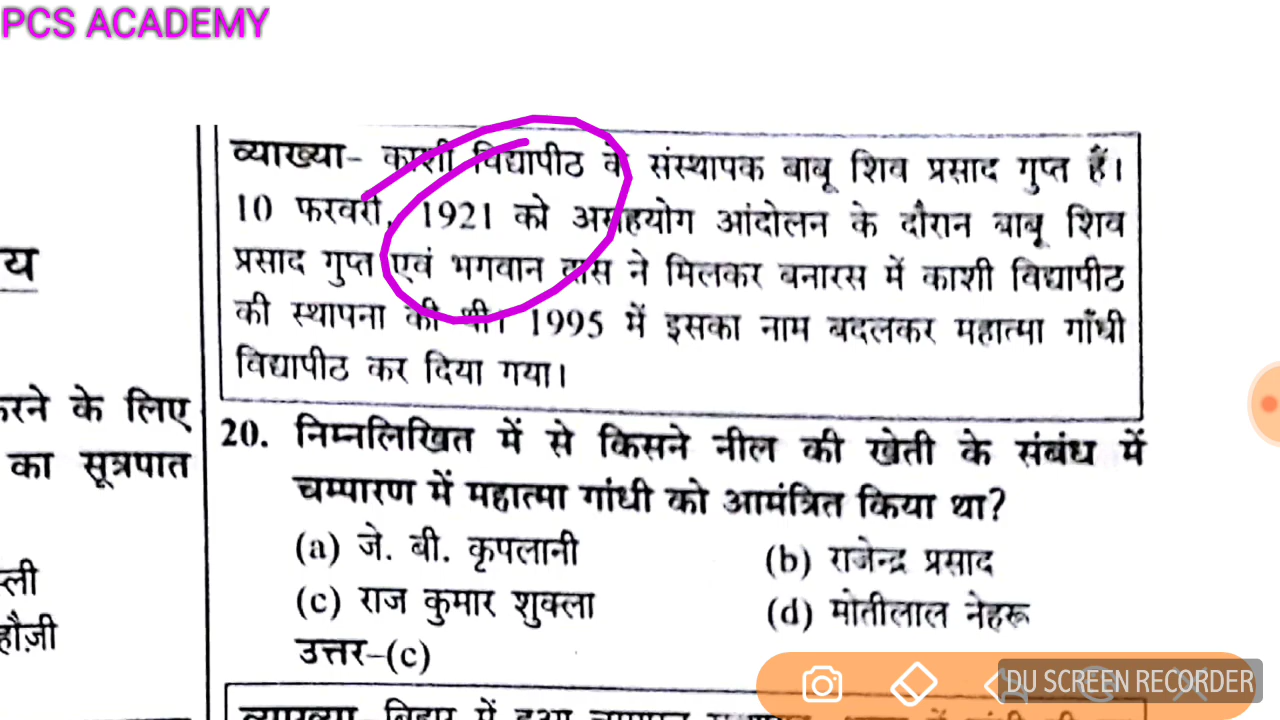 PCS ACADEMY
व्याख्या- काशी विद्यापीठ के संस्थापक बाबू शिव प्रसाद गुप्त हैं।
10 फरवरी, 1921 को असहयोग आंदोलन के दौरान बाबू शिव
प्रसाद गुप्त एवं भगवान दास ने मिलकर बनारस में काशी विद्यापीठ
की स्थापना की थी। 1995 में इसका नाम बदलकर महात्मा गाँधी
विद्यापीठ कर दिया गया।
य
करने के लिए
का सूत्रपात
20. निम्नलिखित में से किसने नील की खेती के संबंध में
चम्पारण में महात्मा गांधी को आमंत्रित किया था?
(a) जे. बी. कृपलानी (b) राजेन्द्र प्रसाद
(c) राज कुमार शुक्ला (d) मोतीलाल नेहरू
उत्तर-(c)
DU SCREEN RECORDER
व्याख्या- बिहार में हुआ